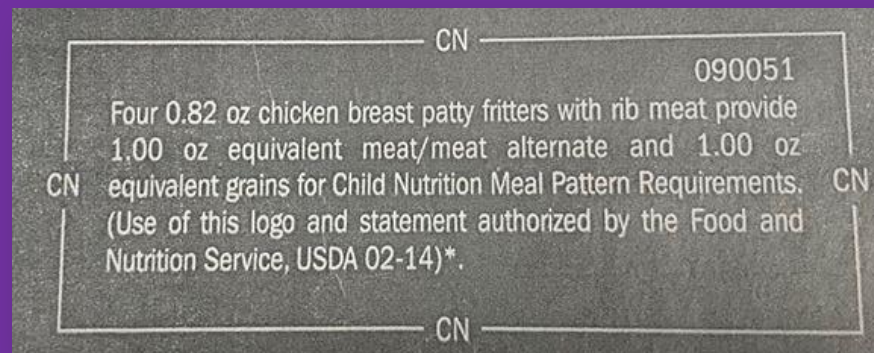 CN
090051
Four 0.82 oz chicken breast patty fritters with rib meat provide
1.00 oz equivalent meat/meat alternate and 1.00 oz
CN equivalent grains for Child Nutrition Meal Pattern Requirements. CN
(Use of this logo and statement authorized by the Food and
Nutrition Service, USDA 02-14)*.
CN